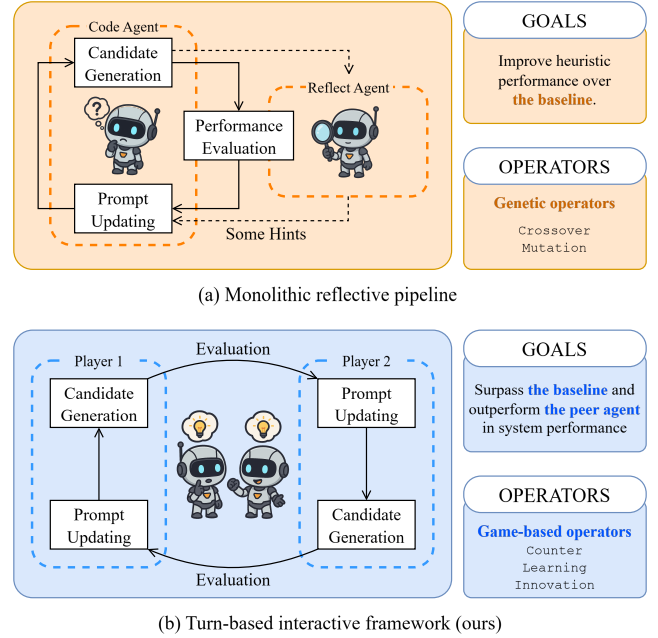 Code Agent
Candidate
Generation
Reflect Agent
?
Performance
Evaluation
Prompt
Updating
Some Hints
GOALS
Improve heuristic
performance over
the baseline.
OPERATORS
Genetic operators
Crossover
Mutation
(a) Monolithic reflective pipeline
Evaluation
Player 1
Candidate
Generation
Prompt
Updating
Player 2
Prompt
Updating
Candidate
Generation
Evaluation
GOALS
Surpass the baseline and
outperform the peer agent
in system performance
OPERATORS
Game-based operators
Counter
Learning
Innovation
(b) Turn-based interactive framework (ours)